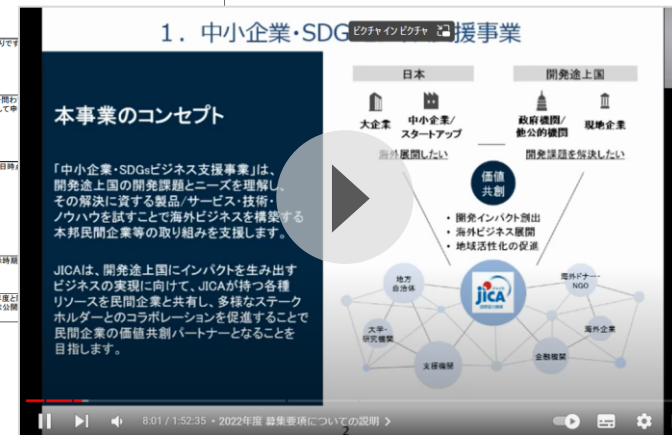 1. 中小企業・SDG
ピクチャ イン ピクチャ
援事業
本事業のコンセプト
「中小企業・SDGsビジネス支援事業」は、
開発途上国の開発課題とニーズを理解し、
その解決に資する製品/サービス・技術・
ノウハウを試すことで海外ビジネスを構築する
本邦民間企業等の取り組みを支援します。
JICAは、開発途上国にインパクトを生み出す
ビジネスの実現に向けて、JICAが持つ各種
リソースを民間企業と共有し、多様なステーク
ホルダーとのコラボレーションを促進することで
民間企業の価値共創パートナーとなることを
目指します。
日本
開発途上国
大企業
中小企業/
スタートアップ
政府機関/
他公的機関
現地企業
海外展開したい
開発課題を解決したい
価値
共創
・ 開発インパクト創出
・ 海外ビジネス展開
・ 地域活性化の促進
地方
自治体
JICA
海外ドナー・
NGO
大学・
研究機関
海外企業
支援機関
金融機関
8:01 / 1:52:35 ・ 2022年度 募集要項についての説明
2